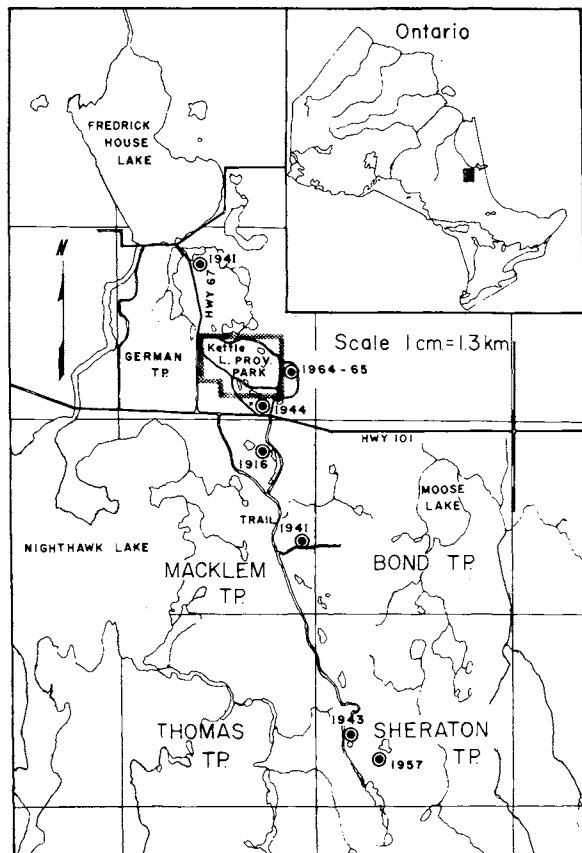 Ontario
FREDRICK
HOUSE
LAKE
N
1941
HWY 67
GERMAN
TP.
Kettle
L. PROV.
PARK
Scale 1cm=1.3km
1964-65
1944
HWY 101
1916
MOOSE
LAKE
TRAIL
1941
NIGHTHAWK LAKE
MACKLEM
TP.
BOND TP.
THOMAS
TP.
1943
SHERATON
TP.
1957